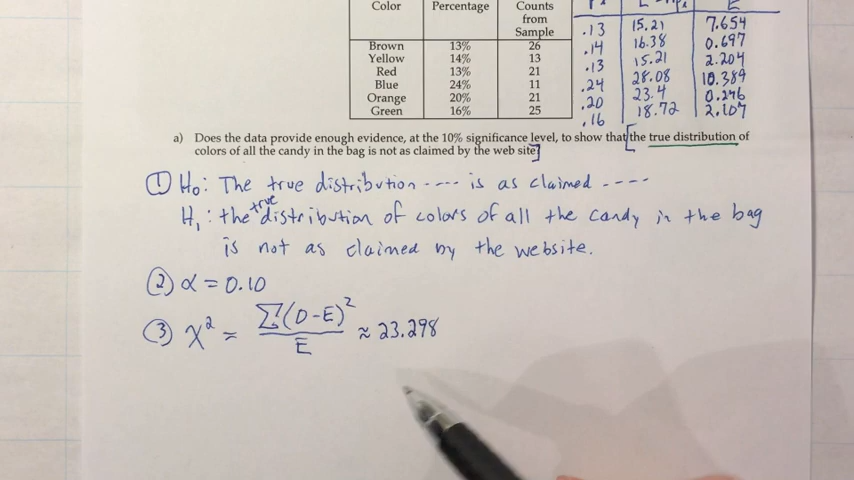 Color Percentage Counts from Sample
Brown 13% 26 .13 15.21 7.654
Yellow 14% 13 .14 16.38 0.697
Red 13% 21 .13 15.21 2.204
Blue 24% 11 .24 28.08 10.389
Orange 20% 21 .20 23.4 0.246
Green 16% 25 .16 18.72 2.107
a) Does the data provide enough evidence, at the 10% significance level, to show that [the true distribution of
colors of all the candy in the bag is not as claimed by the web site]
① H₀: The true distribution ---- is as claimed ----
H₁: the true distribution of colors of all the candy in the bag
is not as claimed by the website.
② α = 0.10
③ χ² = Σ(O-E)²/E ≈ 23.298